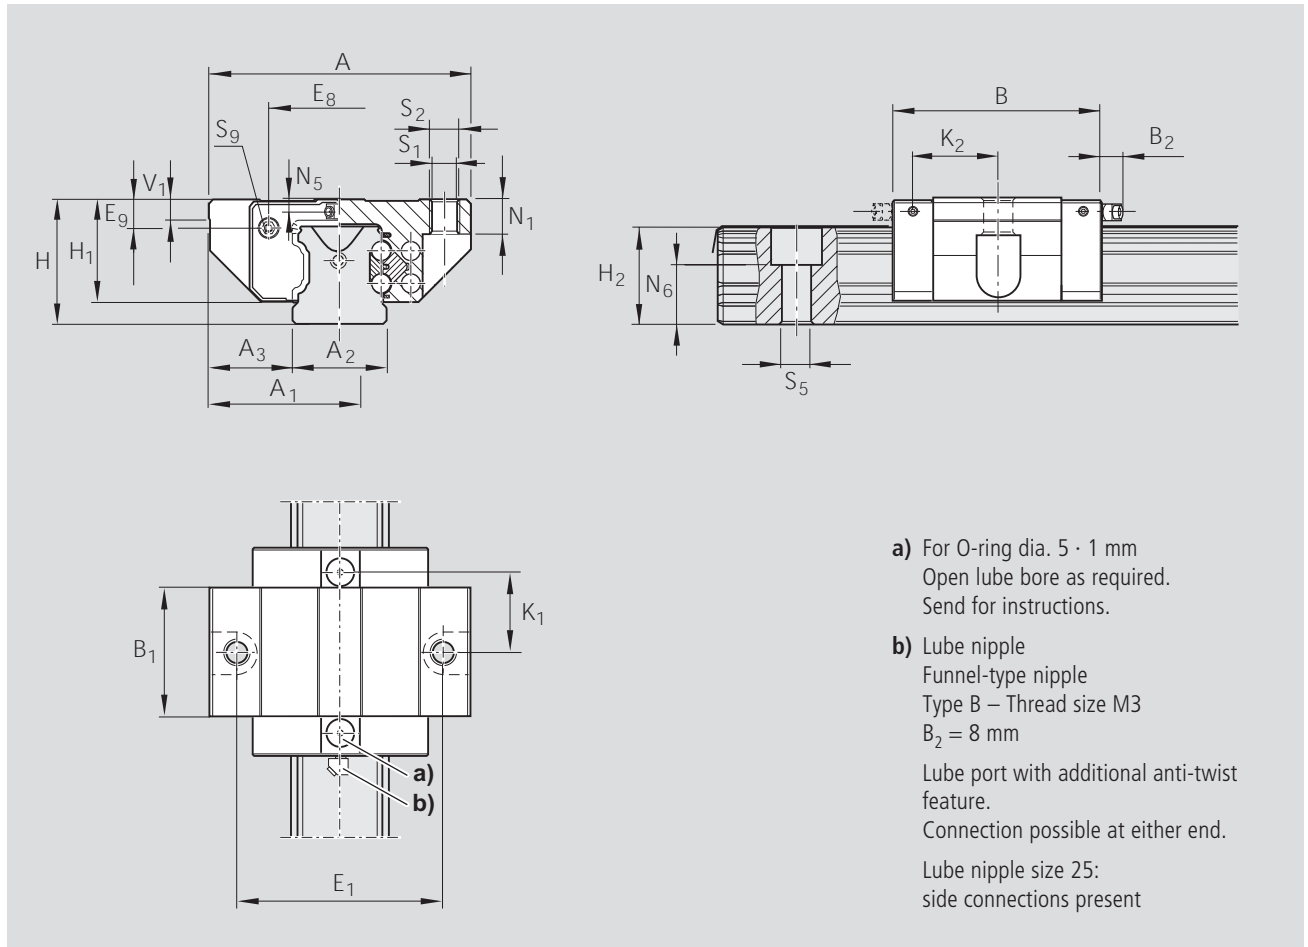 A
E8
S2
S9
S1
N5
V1
E9
N1
H
H1
A3
A2
A1
B
K2
B2
H2
N6
S5
B1
K1
a)
b)
E1
a) For O-ring dia. 5 · 1 mm
Open lube bore as required.
Send for instructions.
b) Lube nipple
Funnel-type nipple
Type B – Thread size M3
B2 = 8 mm
Lube port with additional anti-twist
feature.
Connection possible at either end.
Lube nipple size 25:
side connections present